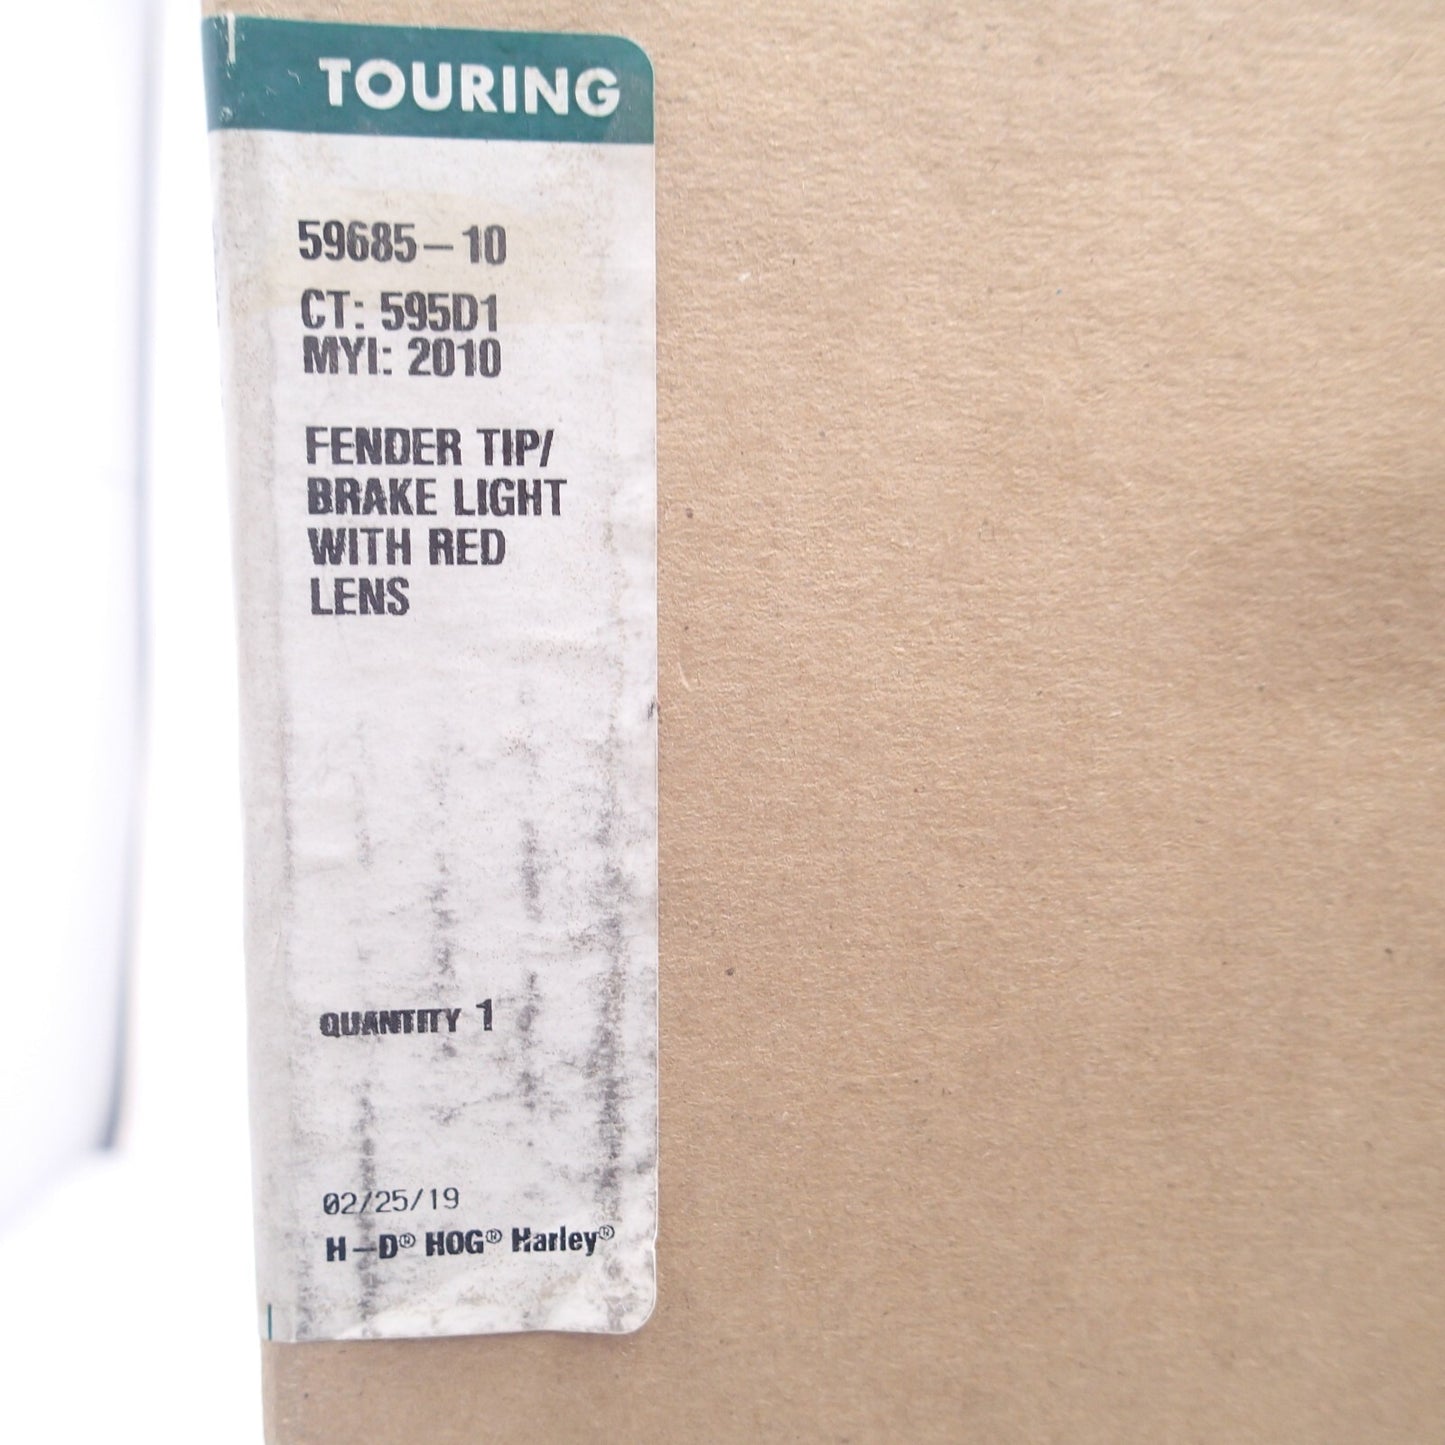 TOURING
59685-10
CT: 595D1
MYI: 2010
FENDER TIP/
BRAKE LIGHT
WITH RED
LENS
QUANTITY 1
02/25/19
H-D® HOG® Harley®